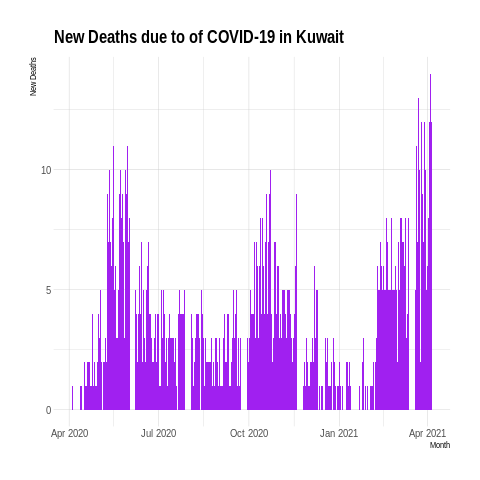 New Deaths due to of COVID-19 in Kuwait
New Deaths
10
5
0
Apr 2020 Jul 2020 Oct 2020 Jan 2021 Apr 2021
Month